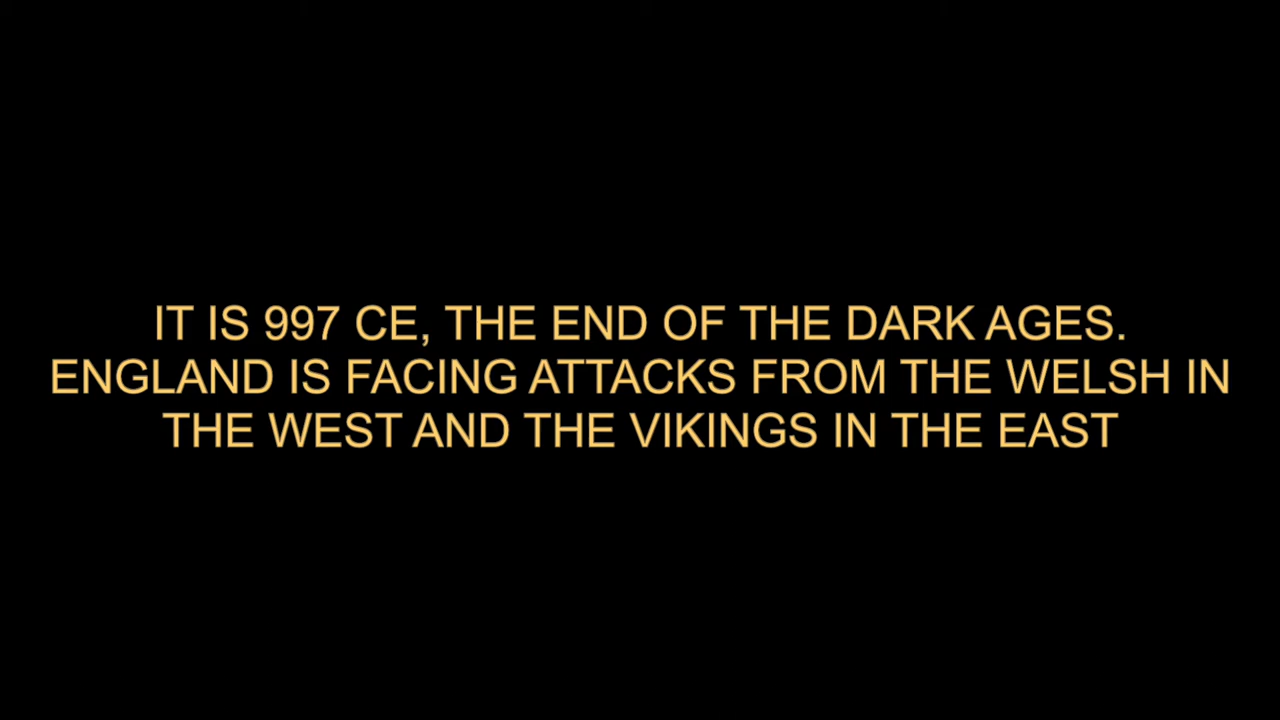 IT IS 997 CE, THE END OF THE DARK AGES.
ENGLAND IS FACING ATTACKS FROM THE WELSH IN
THE WEST AND THE VIKINGS IN THE EAST